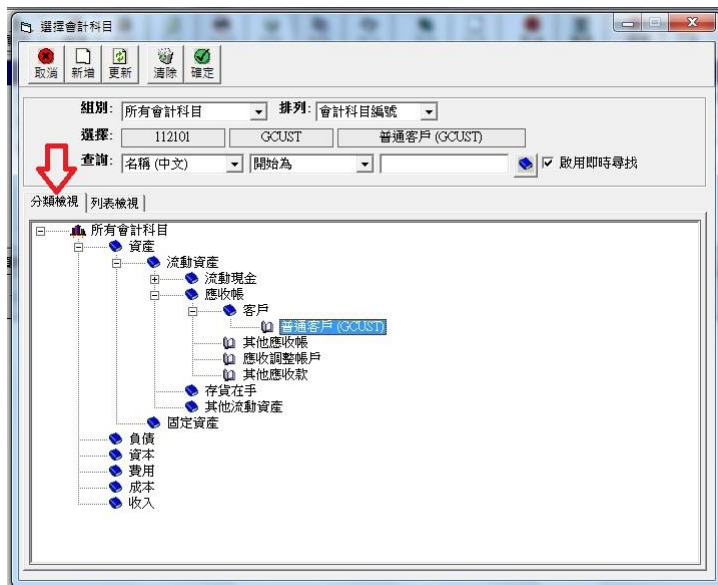 選擇會計科目
取消 新增 更新 清除 確定
組別: 所有會計科目 排列: 會計科目編號
選擇: 112101 GCUST 普通客戶 (GCUST)
查詢: 名稱 (中文) 開始為 啟用即時尋找
分類檢視 列表檢視
所有會計科目
資產
流動資產
流動現金
應收帳
客戶
普通客戶 (GCUST)
其他應收帳
應收調整帳戶
其他應收款
存貨在手
其他流動資產
固定資產
負債
資本
費用
成本
收入